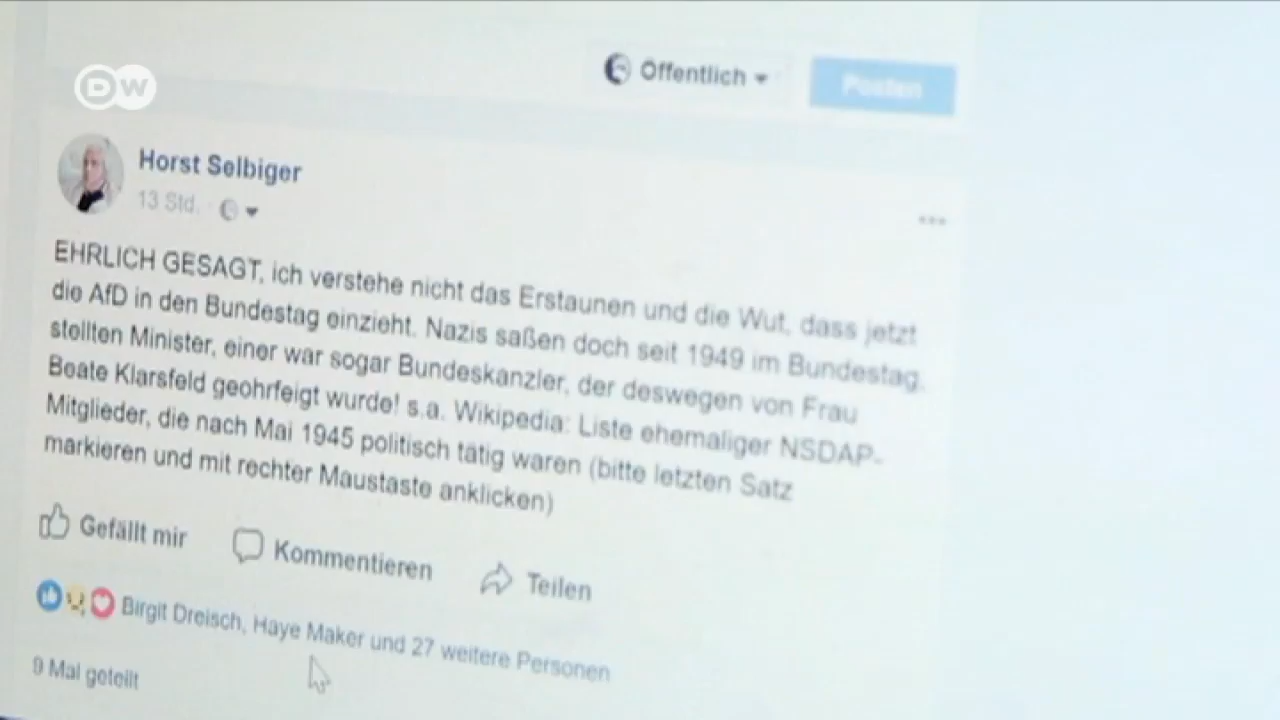 DW
Öffentlich
Posten
Horst Selbiger
13 Std.
EHRLICH GESAGT, ich verstehe nicht das Erstaunen und die Wut, dass jetzt
die AfD in den Bundestag einzieht. Nazis saßen doch seit 1949 im Bundestag,
stellten Minister, einer war sogar Bundeskanzler, der deswegen von Frau
Beate Klarsfeld geohrfeigt wurde! s.a. Wikipedia: Liste ehemaliger NSDAP-
Mitglieder, die nach Mai 1945 politisch tätig waren (bitte letzten Satz
markieren und mit rechter Maustaste anklicken)
Gefällt mir
Kommentieren
Teilen
Birgit Dreisch, Haye Maker und 27 weitere Personen
9 Mal geteilt